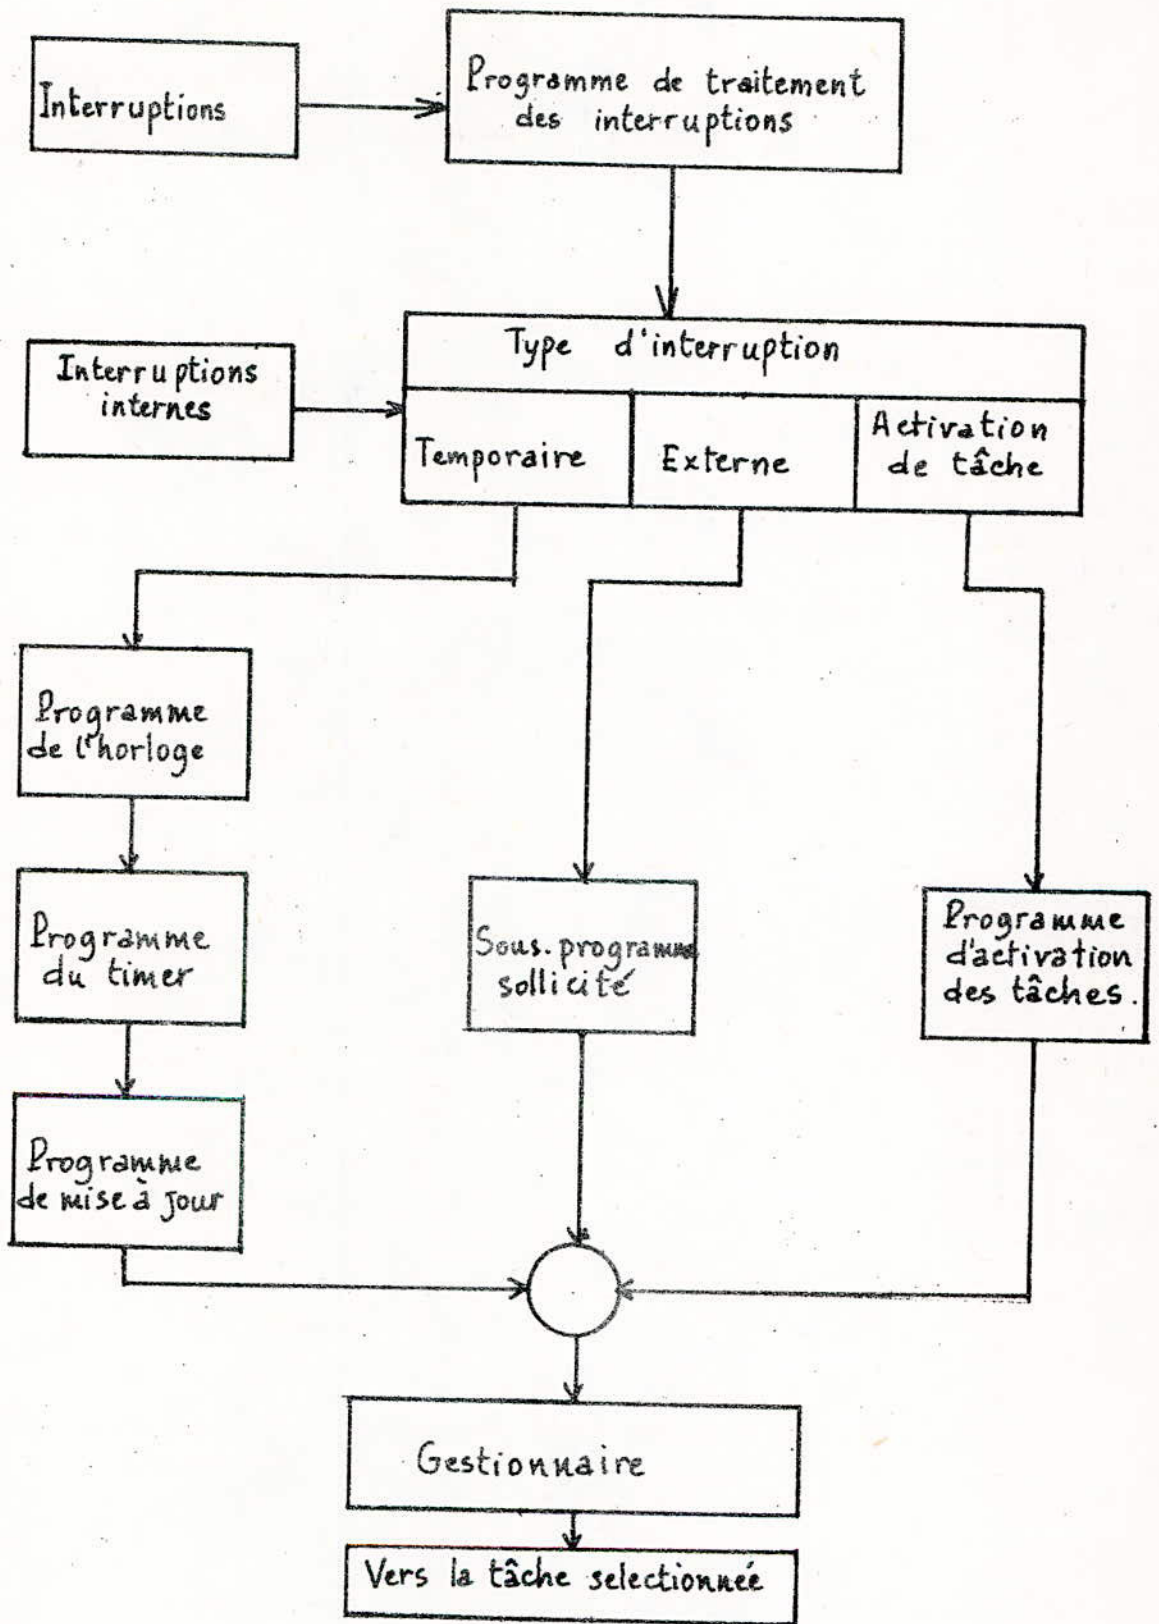 Interruptions
Programme de traitement
des interruptions
Type d'interruption
Interruptions
internes
Temporaire
Externe
Activation
de tâche
Programme
de l'horloge
Programme
du timer
Sous.programme
sollicité
Programme
d'activation
des tâches.
Programme
de mise à jour
Gestionnaire
Vers la tâche selectionnée